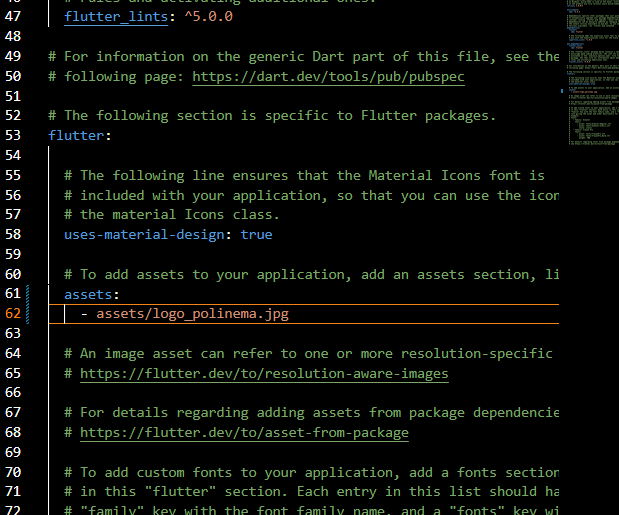 46 # rules and activating additional ones.
47 flutter_lints: ^5.0.0
48
49 # For information on the generic Dart part of this file, see the
50 # following page: https://dart.dev/tools/pub/pubspec
51
52 # The following section is specific to Flutter packages.
53 flutter:
54
55 # The following line ensures that the Material Icons font is
56 # included with your application, so that you can use the icon
57 # the material Icons class.
58 uses-material-design: true
59
60 # To add assets to your application, add an assets section, li
61 assets:
62 - assets/logo_polinema.jpg
63
64 # An image asset can refer to one or more resolution-specific
65 # https://flutter.dev/to/resolution-aware-images
66
67 # For details regarding adding assets from package dependencie
68 # https://flutter.dev/to/asset-from-package
69
70 # To add custom fonts to your application, add a fonts section
71 # in this "flutter" section. Each entry in this list should ha
72 # "family" key with the font family name, and a "fonts" key wi